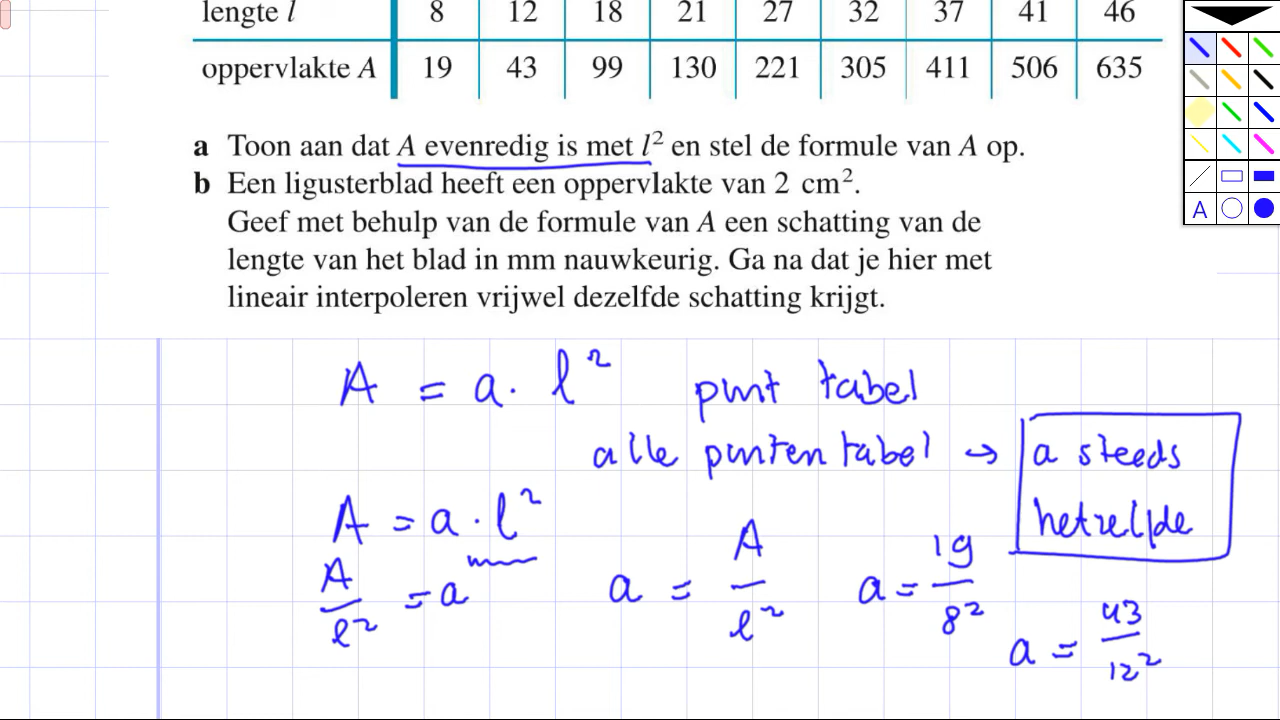 lengte l 8 12 18 21 27 32 37 41 46
oppervlakte A 19 43 99 130 221 305 411 506 635
a Toon aan dat A evenredig is met l² en stel de formule van A op.
b Een ligusterblad heeft een oppervlakte van 2 cm².
Geef met behulp van de formule van A een schatting van de
lengte van het blad in mm nauwkeurig. Ga na dat je hier met
lineair interpoleren vrijwel dezelfde schatting krijgt.
A = a · l² punt tabel
alle punten tabel → a steeds
hetzelfde
A = a · l²
A/l² = a
a = A/l²
a = 19/8²
a = 43/12²
A